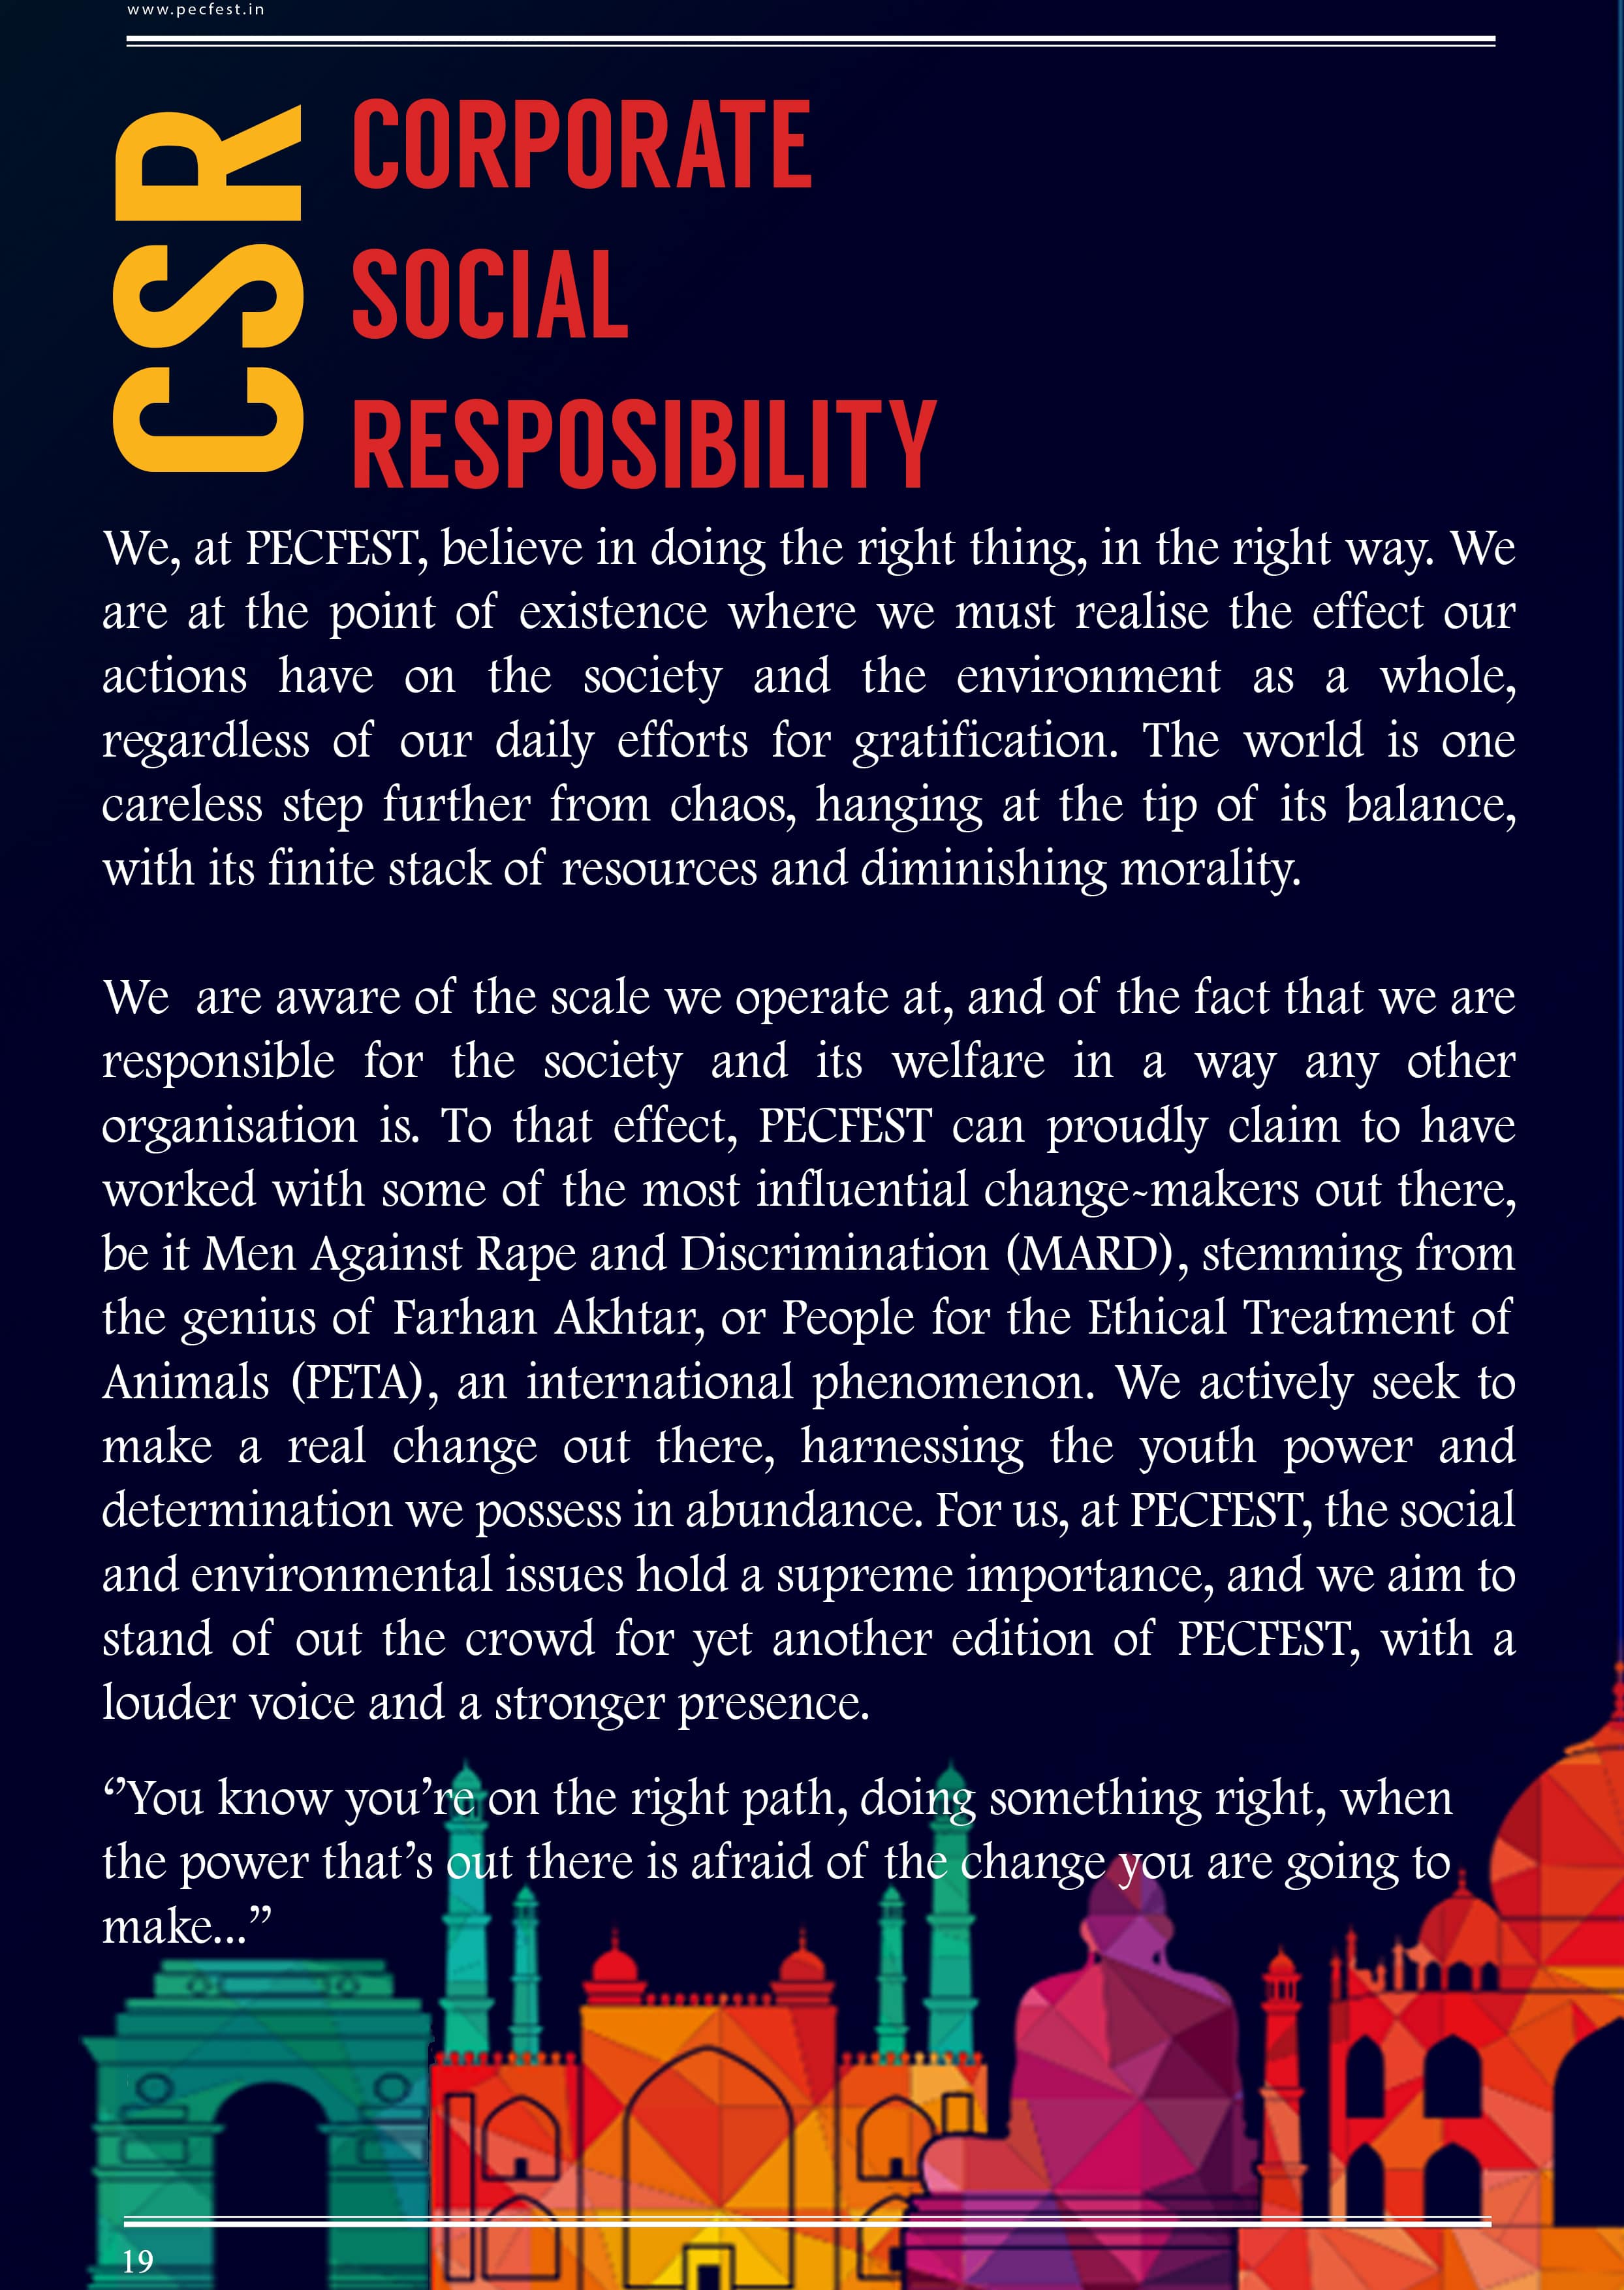 www.pecfest.in
CSR
CORPORATE
SOCIAL
RESPOSIBILITY
We, at PECFEST, believe in doing the right thing, in the right way. We
are at the point of existence where we must realise the effect our
actions have on the society and the environment as a whole,
regardless of our daily efforts for gratification. The world is one
careless step further from chaos, hanging at the tip of its balance,
with its finite stack of resources and diminishing morality.
We are aware of the scale we operate at, and of the fact that we are
responsible for the society and its welfare in a way any other
organisation is. To that effect, PECFEST can proudly claim to have
worked with some of the most influential change~makers out there,
be it Men Against Rape and Discrimination (MARD), stemming from
the genius of Farhan Akhtar, or People for the Ethical Treatment of
Animals (PETA), an international phenomenon. We actively seek to
make a real change out there, harnessing the youth power and
determination we possess in abundance. For us, at PECFEST, the social
and environmental issues hold a supreme importance, and we aim to
stand of out the crowd for yet another edition of PECFEST, with a
louder voice and a stronger presence.
‘’You know you’re on the right path, doing something right, when
the power that’s out there is afraid of the change you are going to
make...”
19